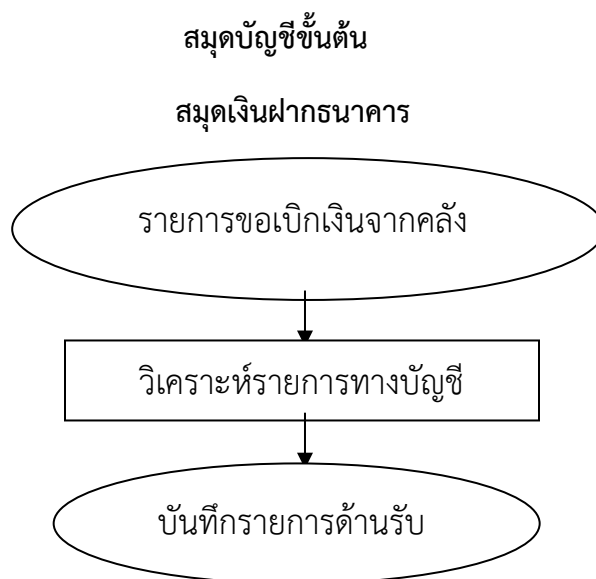 สมุดบัญชีขั้นต้น
สมุดเงินฝากธนาคาร
รายการขอเบิกเงินจากคลัง
วิเคราะห์รายการทางบัญชี
บันทึกรายการด้านรับ